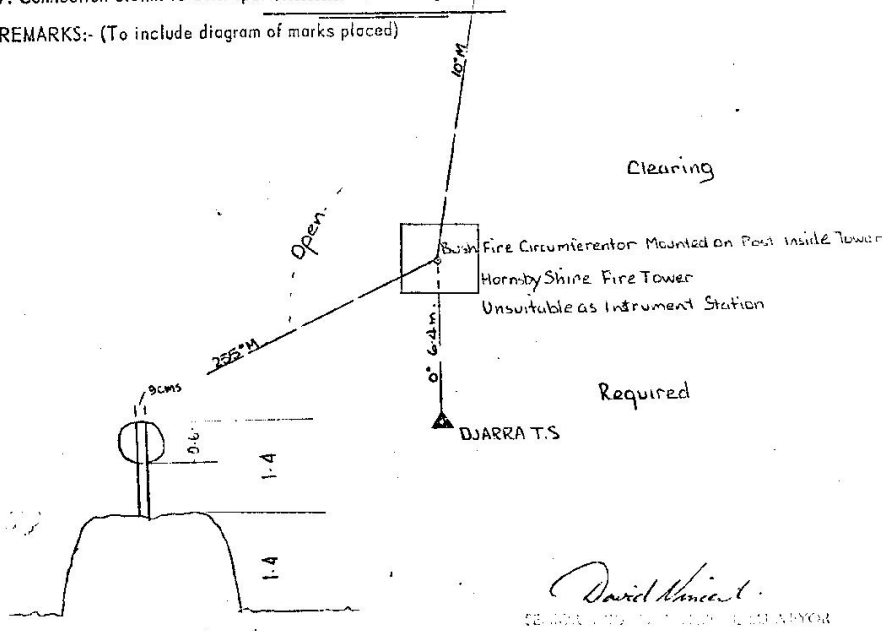 REMARKS:- (To include diagram of marks placed)
10°M
Clearing
Open.
Bush Fire Circumferentor Mounted on Post Inside Tower
Hornsby Shire Fire Tower
Unsuitable as Intrument Station
255°M
0° 6.4m.
Required
9cms
DJARRA T.S
0.6
1.4
1.4
David Vincent.